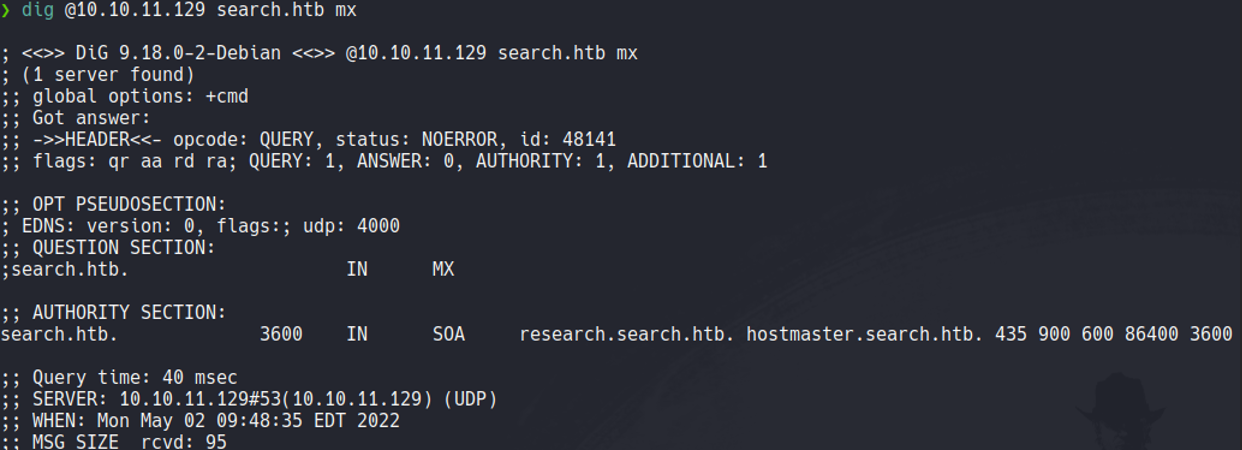 ❯ dig @10.10.11.129 search.htb mx
; <<>> DiG 9.18.0-2-Debian <<>> @10.10.11.129 search.htb mx
; (1 server found)
;; global options: +cmd
;; Got answer:
;; ->>HEADER<<- opcode: QUERY, status: NOERROR, id: 48141
;; flags: qr aa rd ra; QUERY: 1, ANSWER: 0, AUTHORITY: 1, ADDITIONAL: 1
;; OPT PSEUDOSECTION:
; EDNS: version: 0, flags:; udp: 4000
;; QUESTION SECTION:
;search.htb. IN MX
;; AUTHORITY SECTION:
search.htb. 3600 IN SOA research.search.htb. hostmaster.search.htb. 435 900 600 86400 3600
;; Query time: 40 msec
;; SERVER: 10.10.11.129#53(10.10.11.129) (UDP)
;; WHEN: Mon May 02 09:48:35 EDT 2022
;; MSG SIZE rcvd: 95